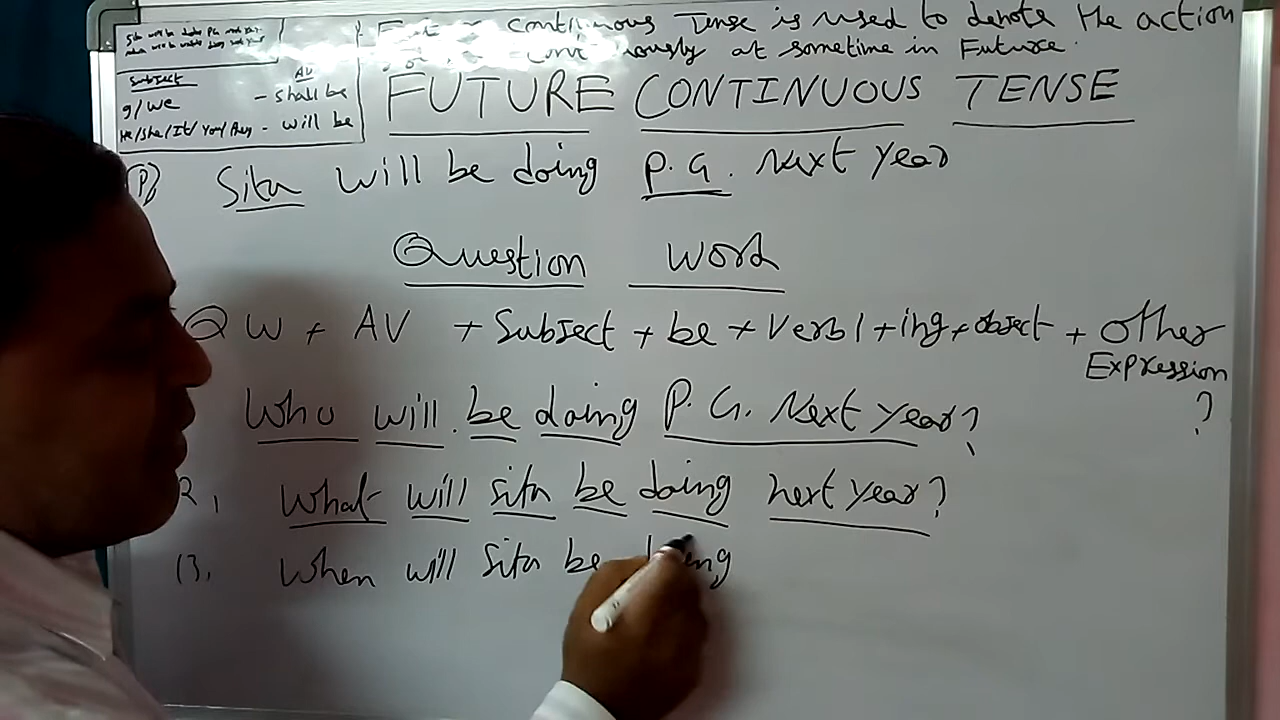 Subject AV
I/We - shall be
He/She/It/You/they - will be
continuous Tense is used to denote the action
at sometime in Future.
FUTURE CONTINUOUS TENSE
(P) Sita will be doing P.G. Next year
Question word
QW + AV + Subject + be + Verb1 + ing + object + Other
Expression
?
Who will be doing P.G. Next year?
2, What will sita be doing next year?
3, When will Sita be